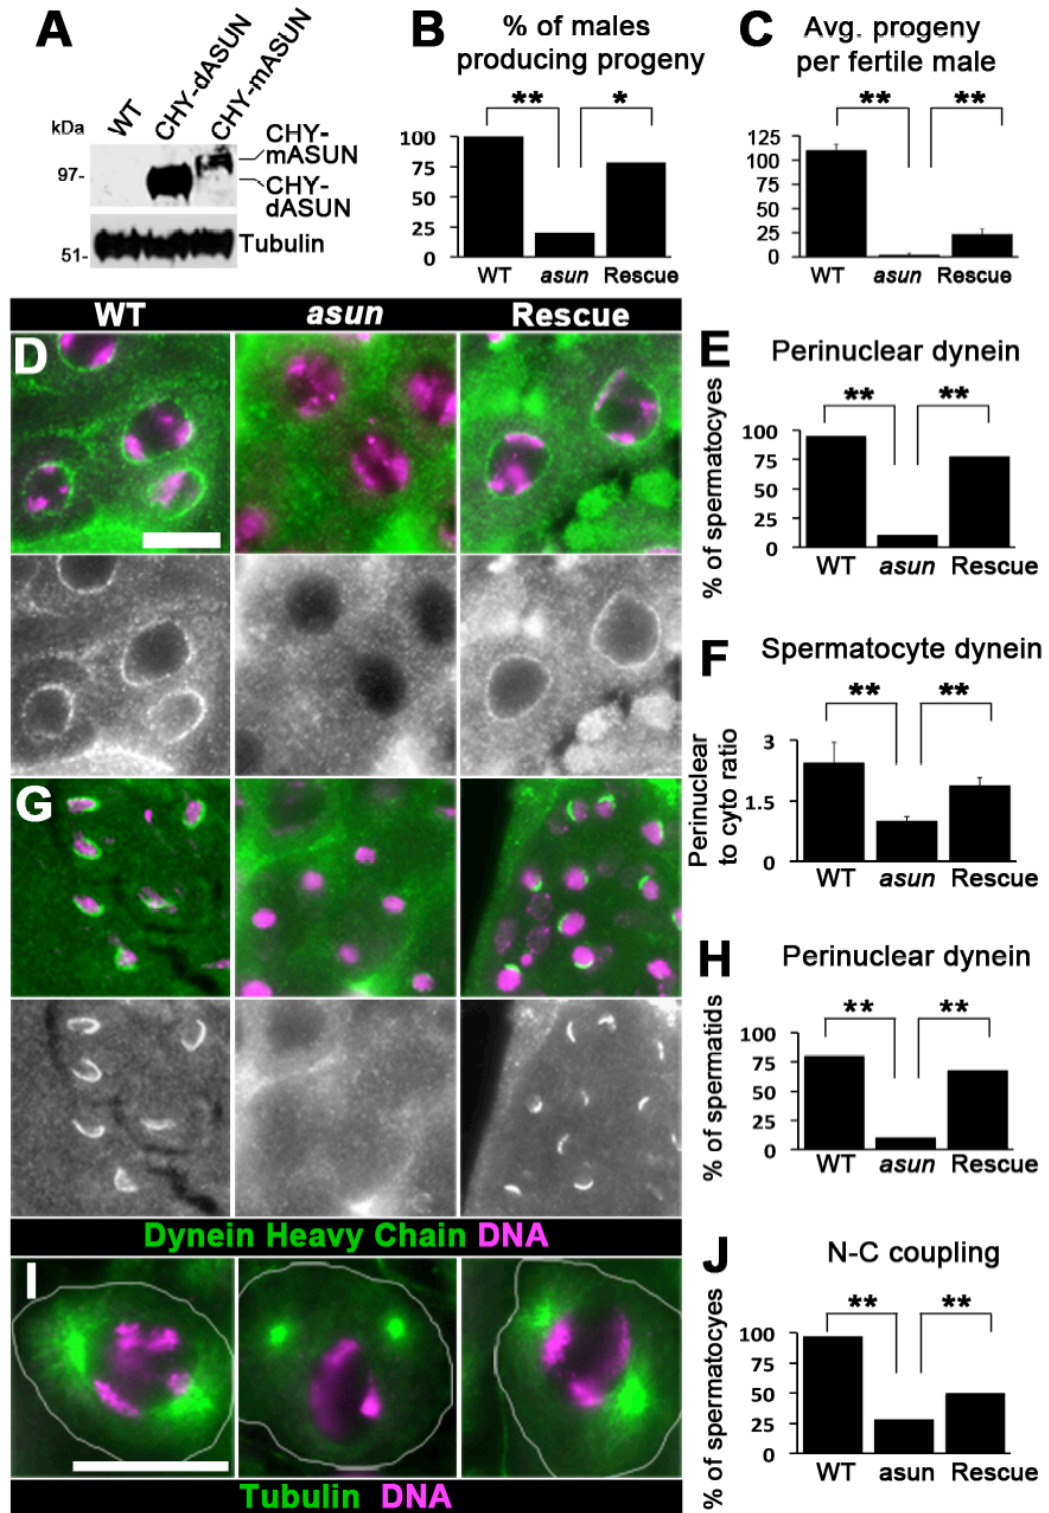 A
WT
CHY-dASUN
CHY-mASUN
kDa
97-
51-
CHY-
mASUN
CHY-
dASUN
Tubulin
B
% of males
producing progeny
**
*
100
75
50
25
0
WT
asun
Rescue
C
Avg. progeny
per fertile male
**
**
125
100
75
50
25
0
WT
asun
Rescue
WT
asun
Rescue
D
E
Perinuclear dynein
% of spermatocytes
**
**
100
75
50
25
0
WT
asun
Rescue
F
Spermatocyte dynein
Perinuclear
to cyto ratio
**
**
3
1.5
0
WT
asun
Rescue
G
Dynein Heavy Chain DNA
H
Perinuclear dynein
% of spermatids
**
**
100
75
50
25
0
WT
asun
Rescue
I
Tubulin DNA
J
N-C coupling
% of spermatocytes
**
**
100
75
50
25
0
WT
asun
Rescue